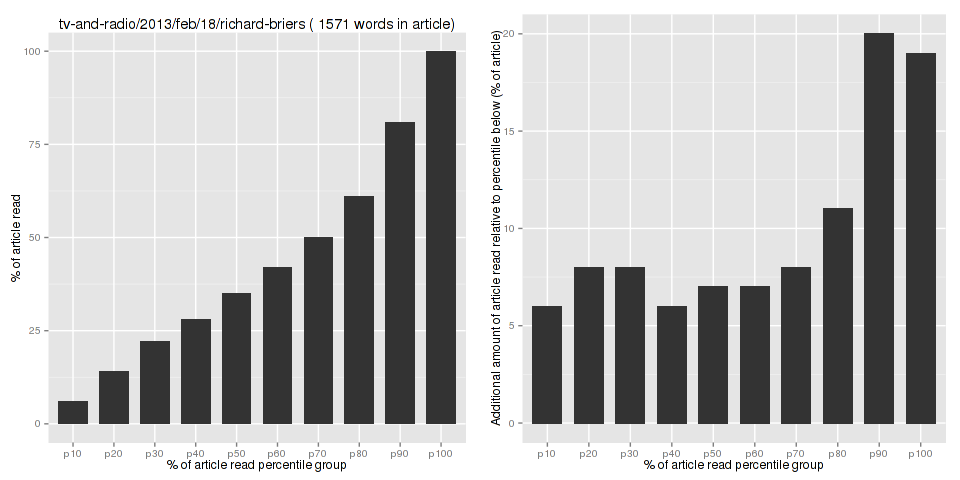 tv-and-radio/2013/feb/18/richard-briers ( 1571 words in article)
% of article read
100
75
50
25
0
p10 p20 p30 p40 p50 p60 p70 p80 p90 p100
% of article read percentile group
Additional amount of article read relative to percentile below (% of article)
20
15
10
5
0
p10 p20 p30 p40 p50 p60 p70 p80 p90 p100
% of article read percentile group